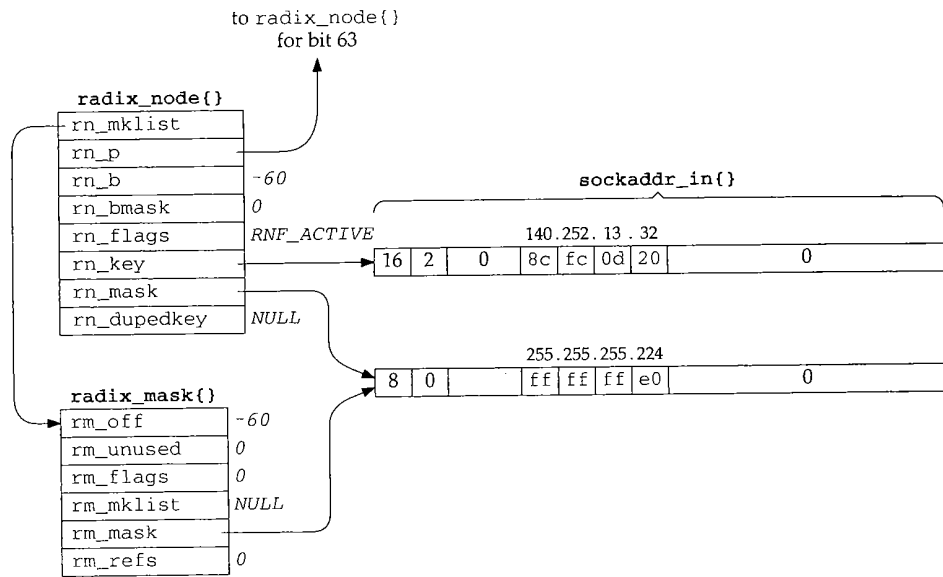 to radix_node{}
for bit 63
radix_node{}
rn_mklist
rn_p
rn_b -60
rn_bmask 0
rn_flags RNF_ACTIVE
rn_key
rn_mask
rn_dupedkey NULL
sockaddr_in{}
140.252.13.32
16 2 0 8c fc 0d 20 0
255.255.255.224
8 0 ff ff ff e0 0
radix_mask{}
rm_off -60
rm_unused 0
rm_flags 0
rm_mklist NULL
rm_mask
rm_refs 0